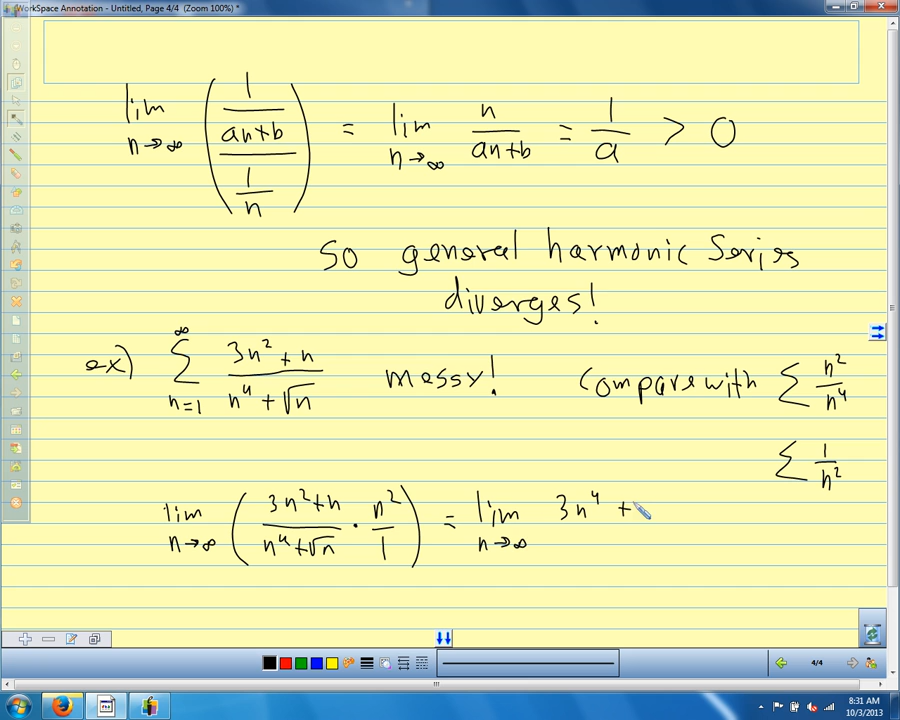 WorkSpace Annotation - Untitled, Page 4/4 (Zoom 100%) *
lim n→∞ ( (1/(an+b)) / (1/n) ) = lim n→∞ n/(an+b) = 1/a > 0
So general harmonic Series
diverges!
ex) ∞ Σ n=1 (3n² + n)/(n⁴ + √n) messy! Compare with Σ n²/n⁴
Σ 1/n²
lim n→∞ ( (3n²+n)/(n⁴+√n) · n²/1 ) = lim n→∞ 3n⁴ +
4/4
8:31 AM
10/3/2013